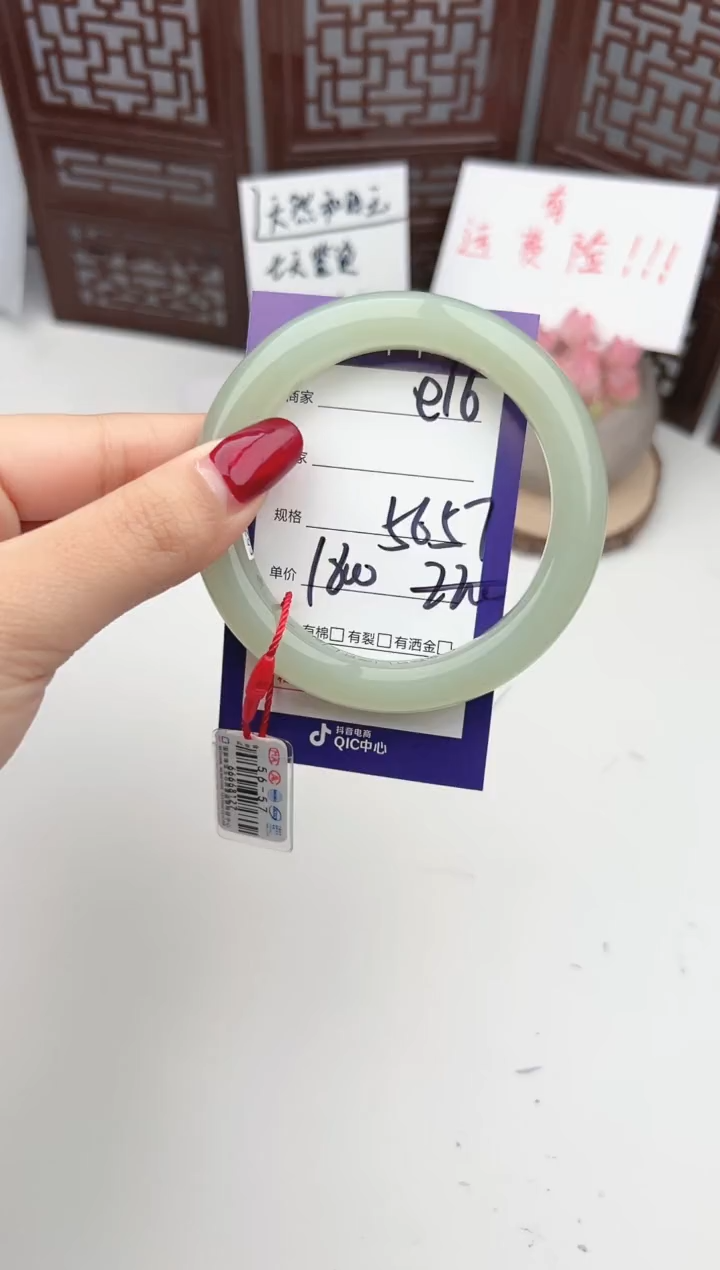 天然和田玉
七天鉴赏
有
运费险!!!
商家 e16
家
规格 5657
单价 1800
有棉□ 有裂□ 有洒金□
抖音电商
QIC中心
56-57